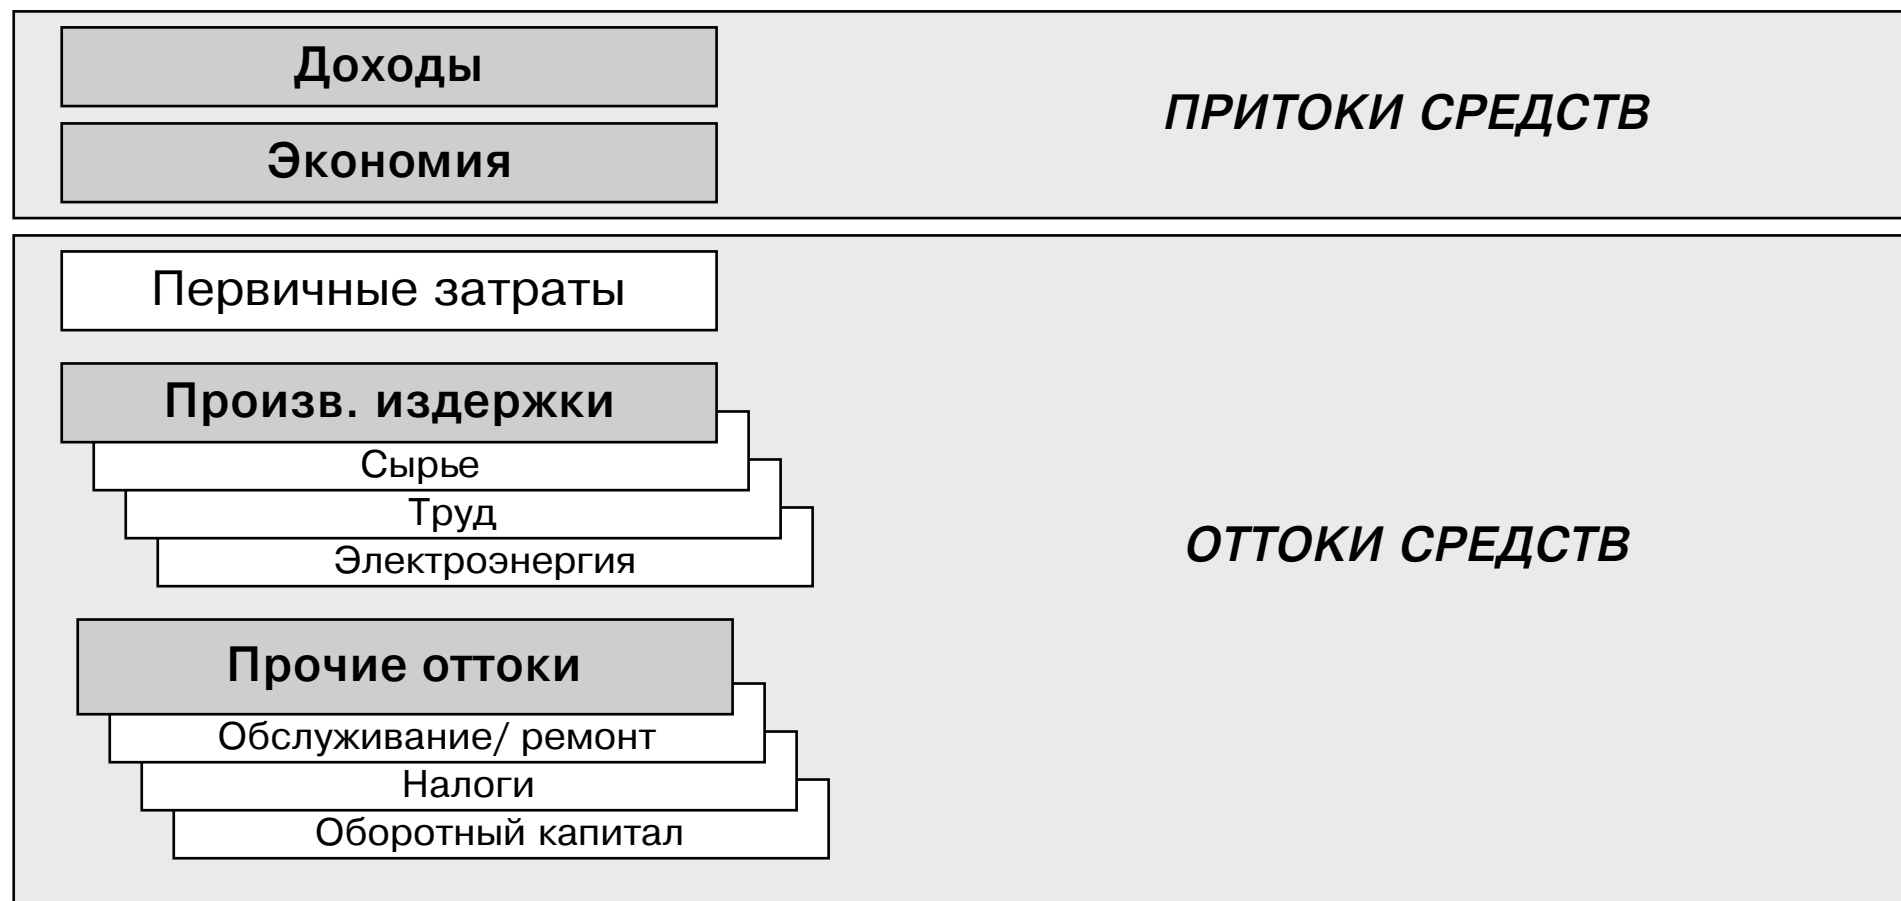 Доходы
ПРИТОКИ СРЕДСТВ
Экономия
Первичные затраты
Произв. издержки
Сырье
Труд
Электроэнергия
ОТТОКИ СРЕДСТВ
Прочие оттоки
Обслуживание/ ремонт
Налоги
Оборотный капитал